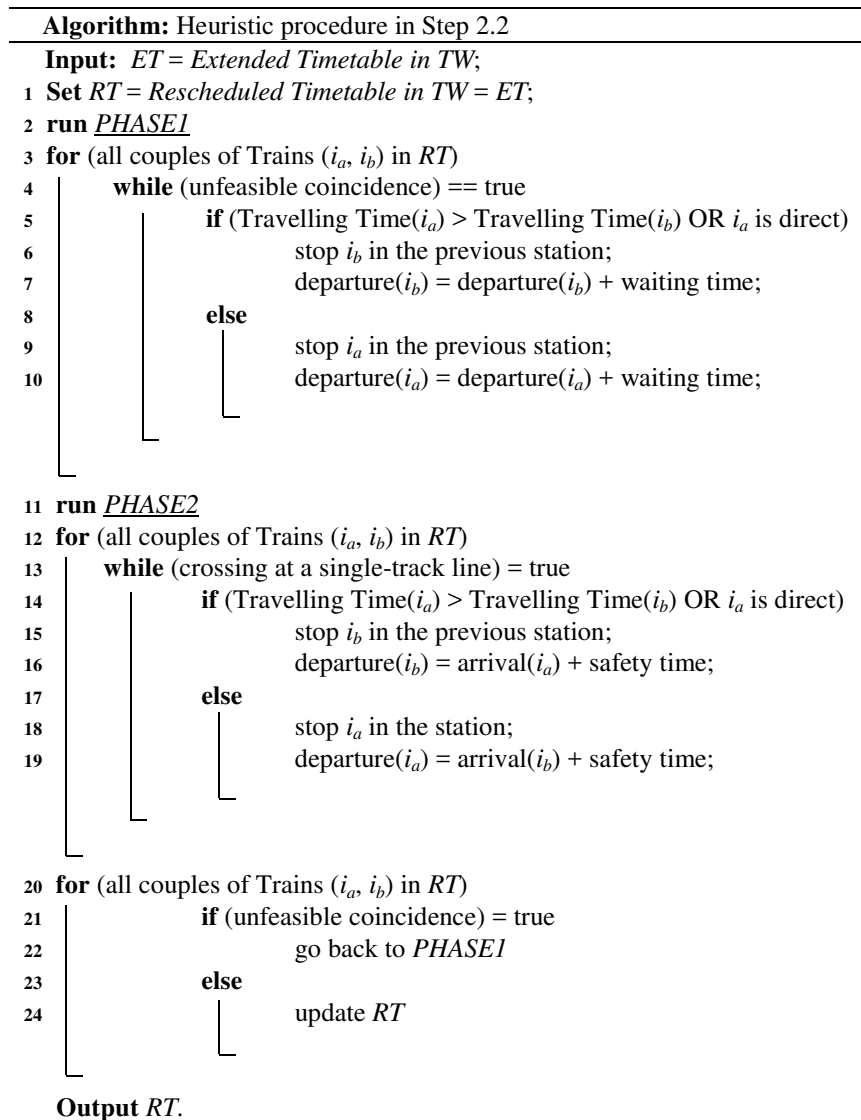 Algorithm: Heuristic procedure in Step 2.2
Input: ET = Extended Timetable in TW;
1 Set RT = Rescheduled Timetable in TW = ET;
2 run PHASE1
3 for (all couples of Trains (ia, ib) in RT)
4 while (unfeasible coincidence) == true
5 if (Travelling Time(ia) > Travelling Time(ib) OR ia is direct)
6 stop ib in the previous station;
7 departure(ib) = departure(ib) + waiting time;
8 else
9 stop ia in the previous station;
10 departure(ia) = departure(ia) + waiting time;
11 run PHASE2
12 for (all couples of Trains (ia, ib) in RT)
13 while (crossing at a single-track line) = true
14 if (Travelling Time(ia) > Travelling Time(ib) OR ia is direct)
15 stop ib in the previous station;
16 departure(ib) = arrival(ia) + safety time;
17 else
18 stop ia in the station;
19 departure(ia) = arrival(ib) + safety time;
20 for (all couples of Trains (ia, ib) in RT)
21 if (unfeasible coincidence) = true
22 go back to PHASE1
23 else
24 update RT
Output RT.